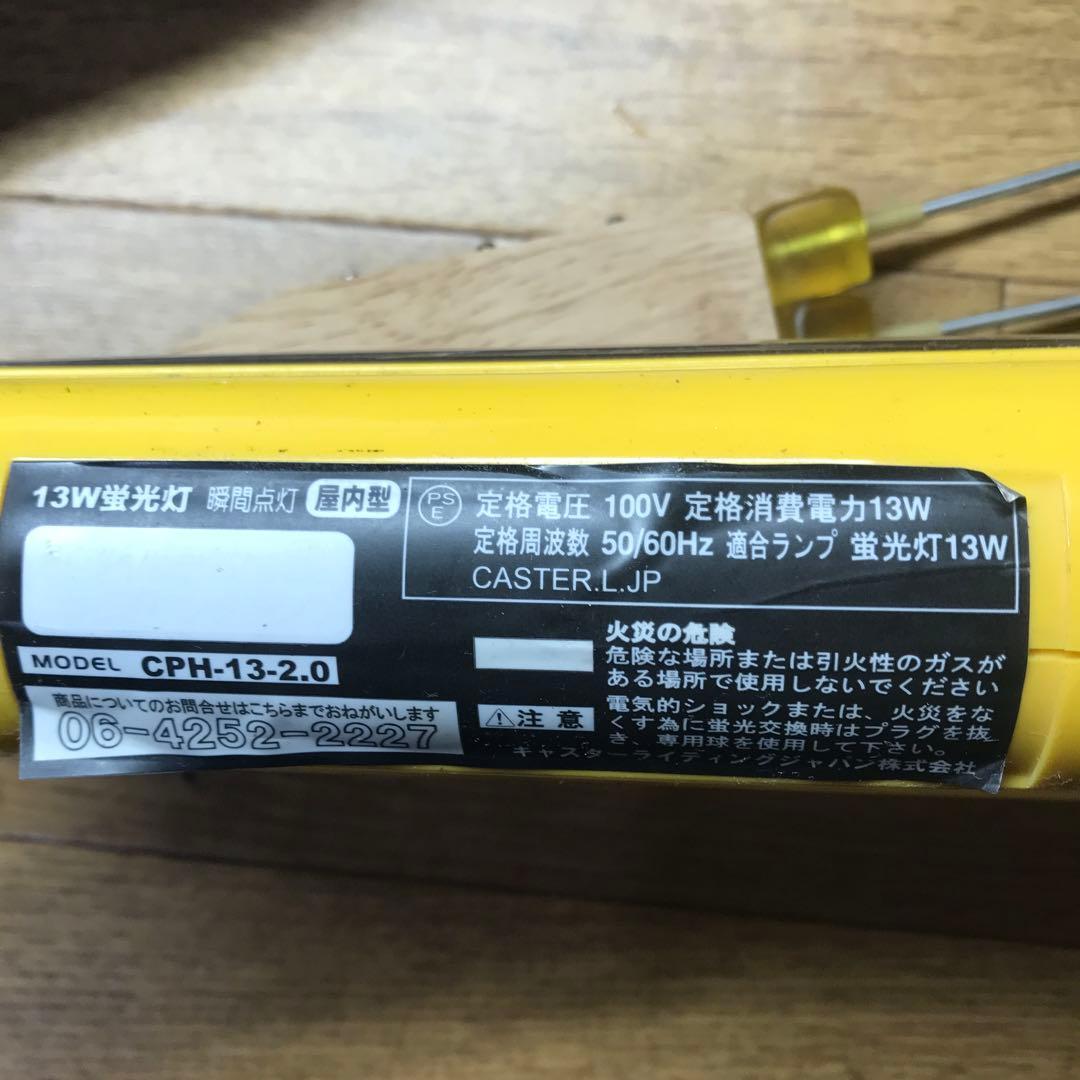 13W蛍光灯 瞬間点灯 屋内型
MODEL CPH-13-2.0
商品についてのお問合せはこちらまでおねがいします
06-4252-2227
PSE 定格電圧 100V 定格消費電力13W
定格周波数 50/60Hz 適合ランプ 蛍光灯13W
CASTER.L.JP
火災の危険
危険な場所または引火性のガスが
ある場所で使用しないでください
注意
電気的ショックまたは、火災をな
くす為に蛍光交換時はプラグを抜
き、専用球を使用して下さい。
キャスターライティングジャパン株式会社